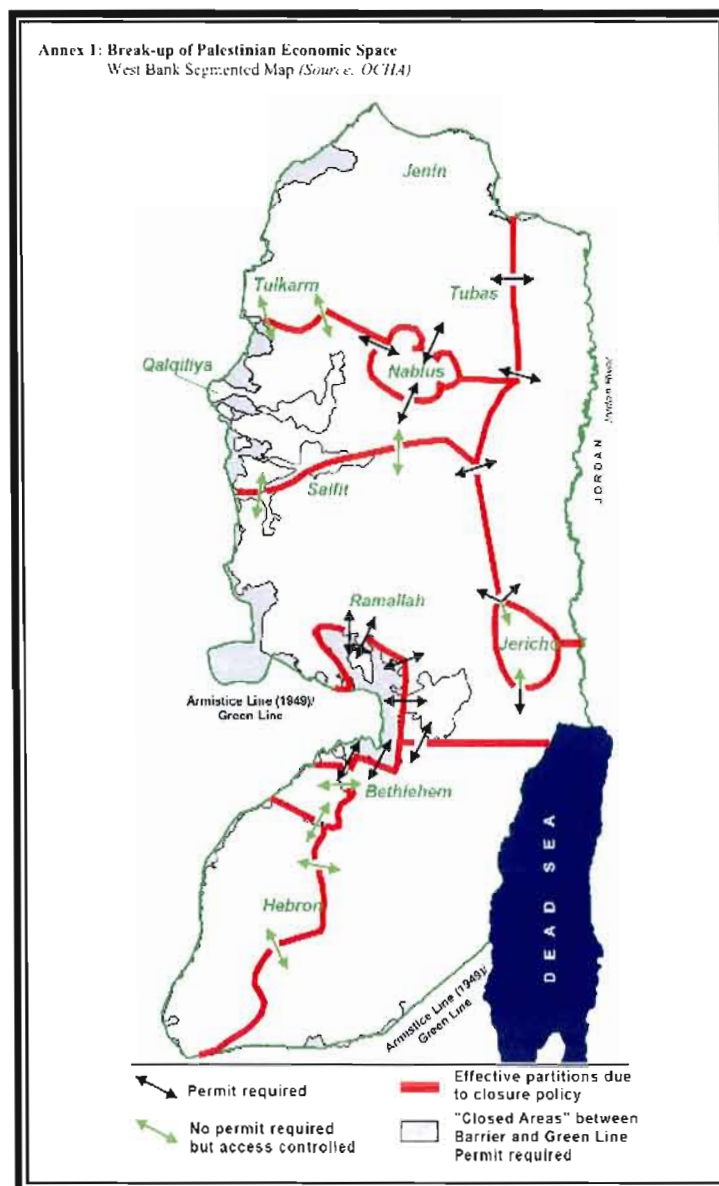 Annex 1: Break-up of Palestinian Economic Space
West Bank Segmented Map (Source: OCHA)
Jenin
Tulkarm
Tubas
Qalqiliya
Nablus
Jordan River
JORDAN
Salfit
Ramallah
Jericho
Armistice Line (1949)/
Green Line
Bethlehem
Hebron
DEAD SEA
Armistice Line (1949)/
Green Line
Permit required
Effective partitions due
to closure policy
No permit required
but access controlled
"Closed Areas" between
Barrier and Green Line
Permit required